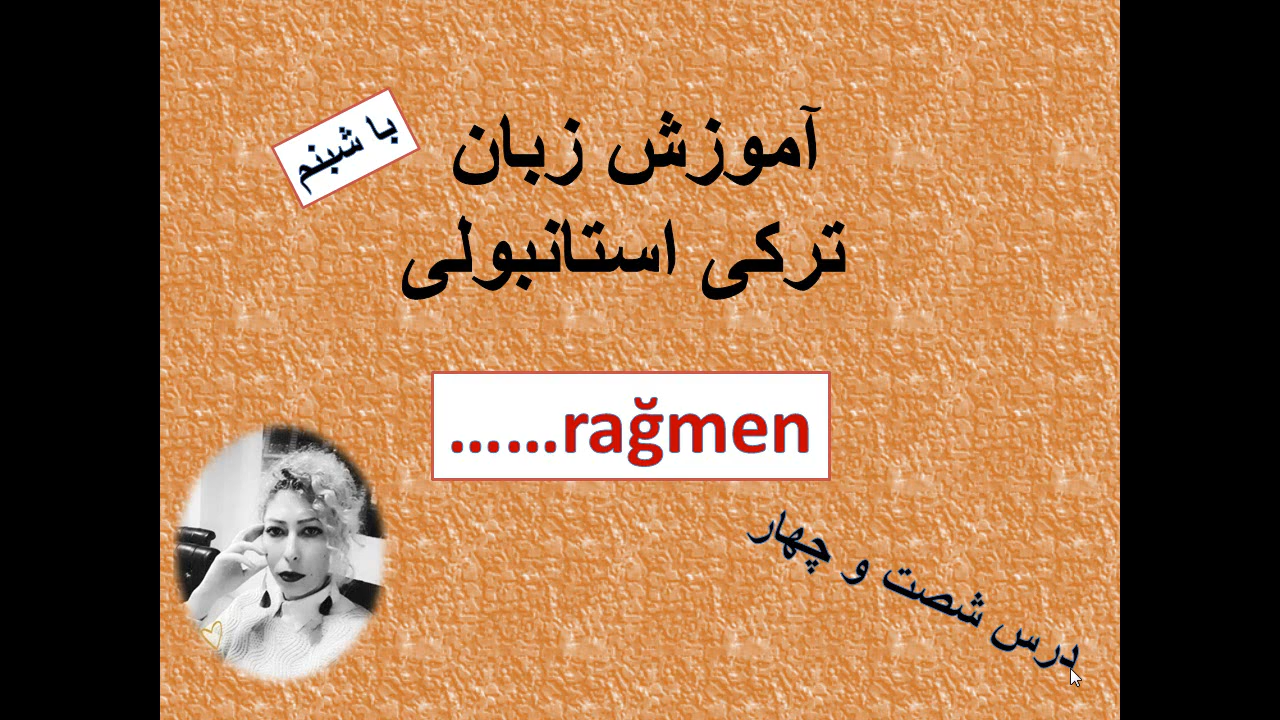 آموزش زبان
ترکی استانبولی
با شبنم
......rağmen
درس شصت و چهار